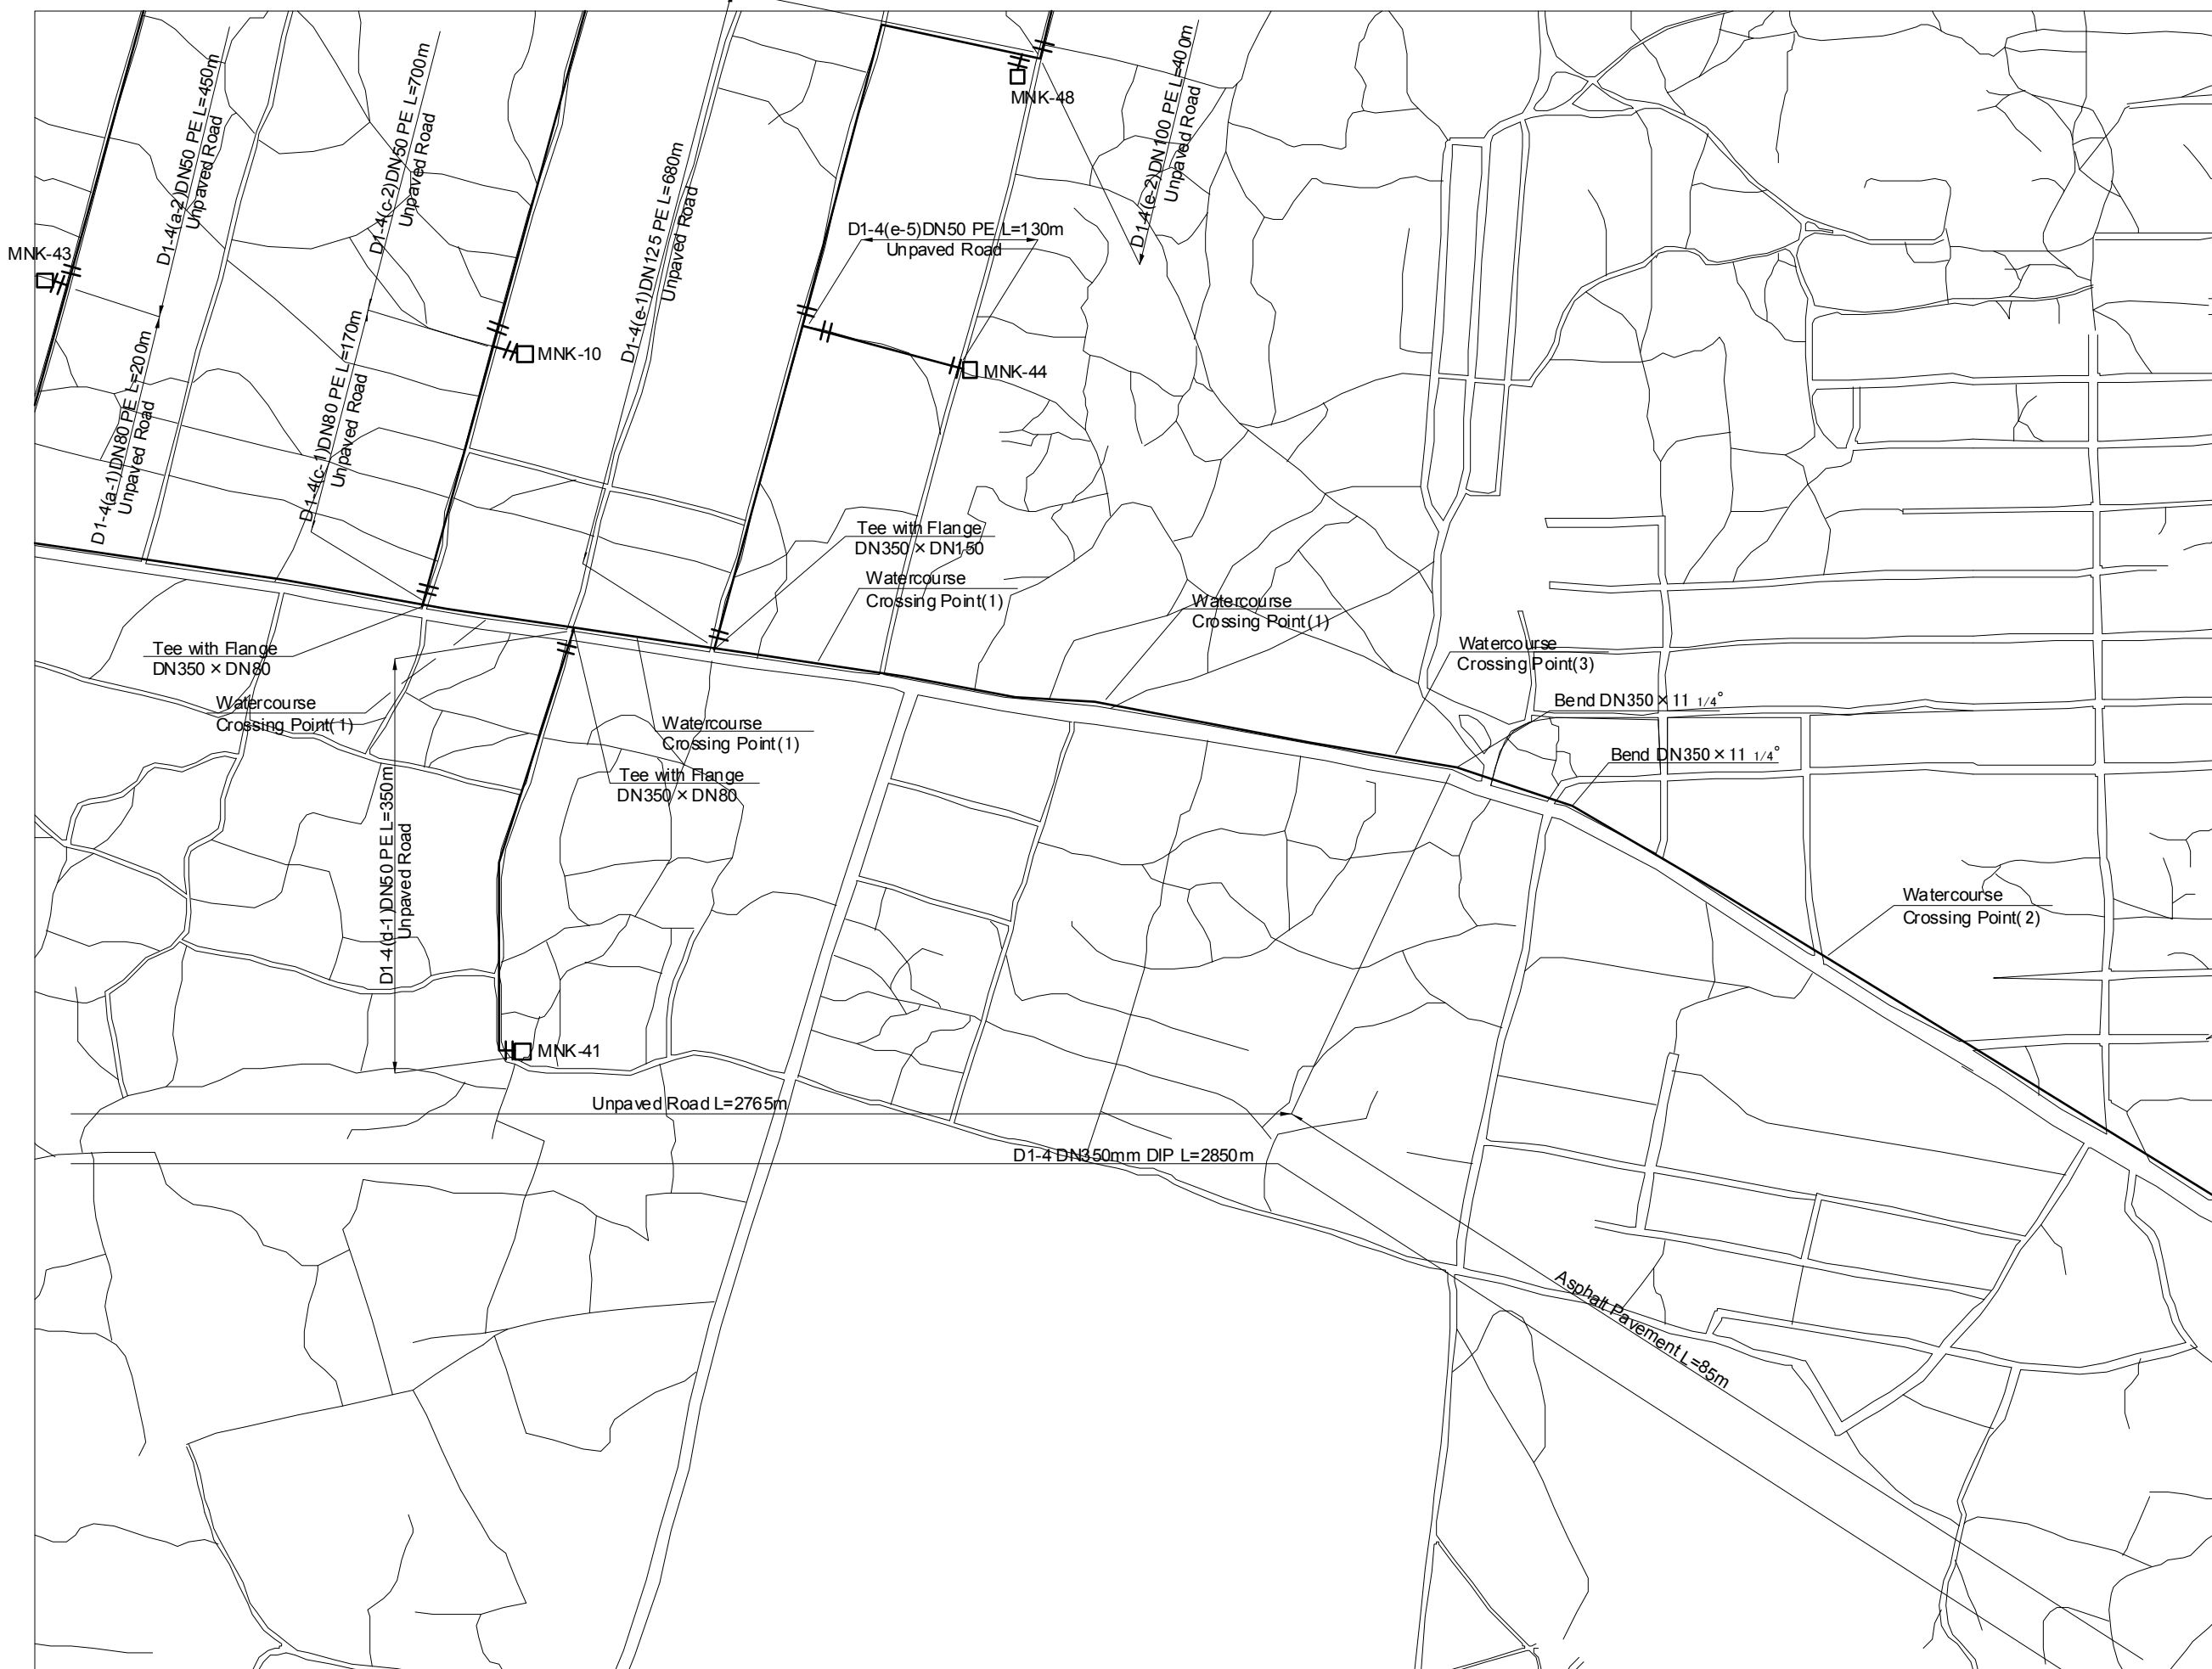 D1-4(a-2)DN50 PE L=450m
Unpaved Road
D1-4(c-2)DN50 PE L=700m
Unpaved Road
MNK-48
D1-4(e-2)DN100 PE L=400m
Unpaved Road
D1-4(e-1)DN125 PE L=680m
Unpaved Road
D1-4(e-5)DN50 PE L=130m
Unpaved Road
MNK-43
MNK-10
MNK-44
D1-4(a-1)DN80 PE L=200m
Unpaved Road
D1-4(c-1)DN80 PE L=170m
Unpaved Road
Tee with Flange
DN350×DN150
Watercourse
Crossing Point(1)
Watercourse
Crossing Point(1)
Tee with Flange
DN350×DN80
Watercourse
Crossing Point(3)
Watercourse
Crossing Point(1)
Bend DN350×11 1/4°
Watercourse
Crossing Point(1)
Bend DN350×11 1/4°
Tee with Flange
DN350×DN80
D1-4(d-1)DN50 PE L=350m
Unpaved Road
Watercourse
Crossing Point(2)
MNK-41
Unpaved Road L=2765m
D1-4 DN350mm DIP L=2850m
Asphalt Pavement L=85m